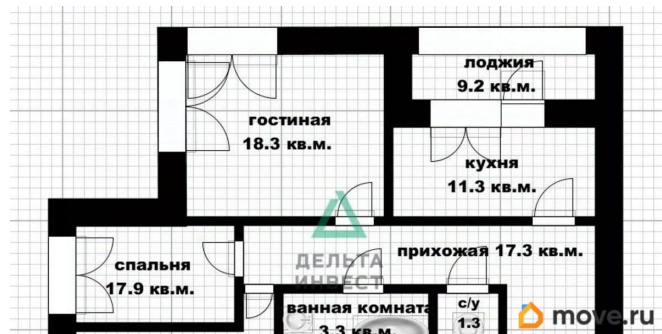 лоджия
9.2 кв.м.
гостиная
18.3 кв.м.
кухня
11.3 кв.м.
прихожая 17.3 кв.м.
спальня
17.9 кв.м.
ДЕЛЬТА
ИНВЕСТ
ванная комната
3.3 кв.м.
с/у
1.3
move.ru